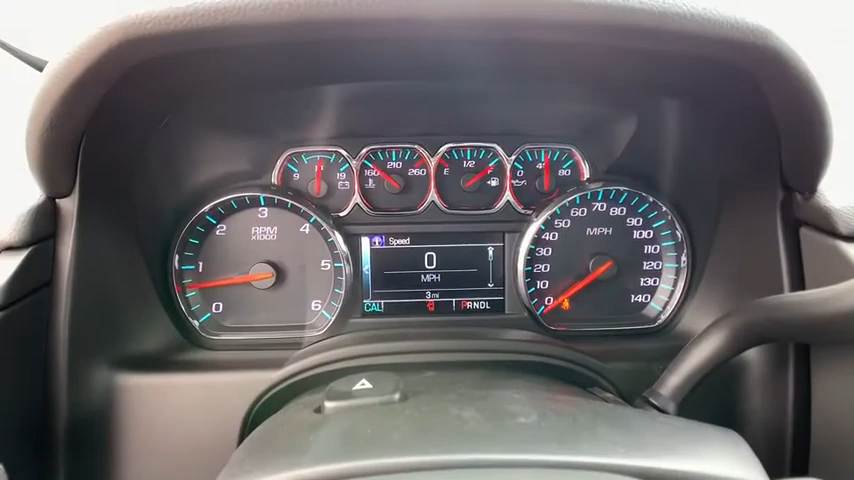 9 19
160 210 260
E 1/2
0 40 80
RPM
x1000
0 1 2 3 4 5 6
Speed
0
MPH
3 mi
CAL PRNDL
MPH
0 10 20 30 40 50 60 70 80 90 100 110 120 130 140